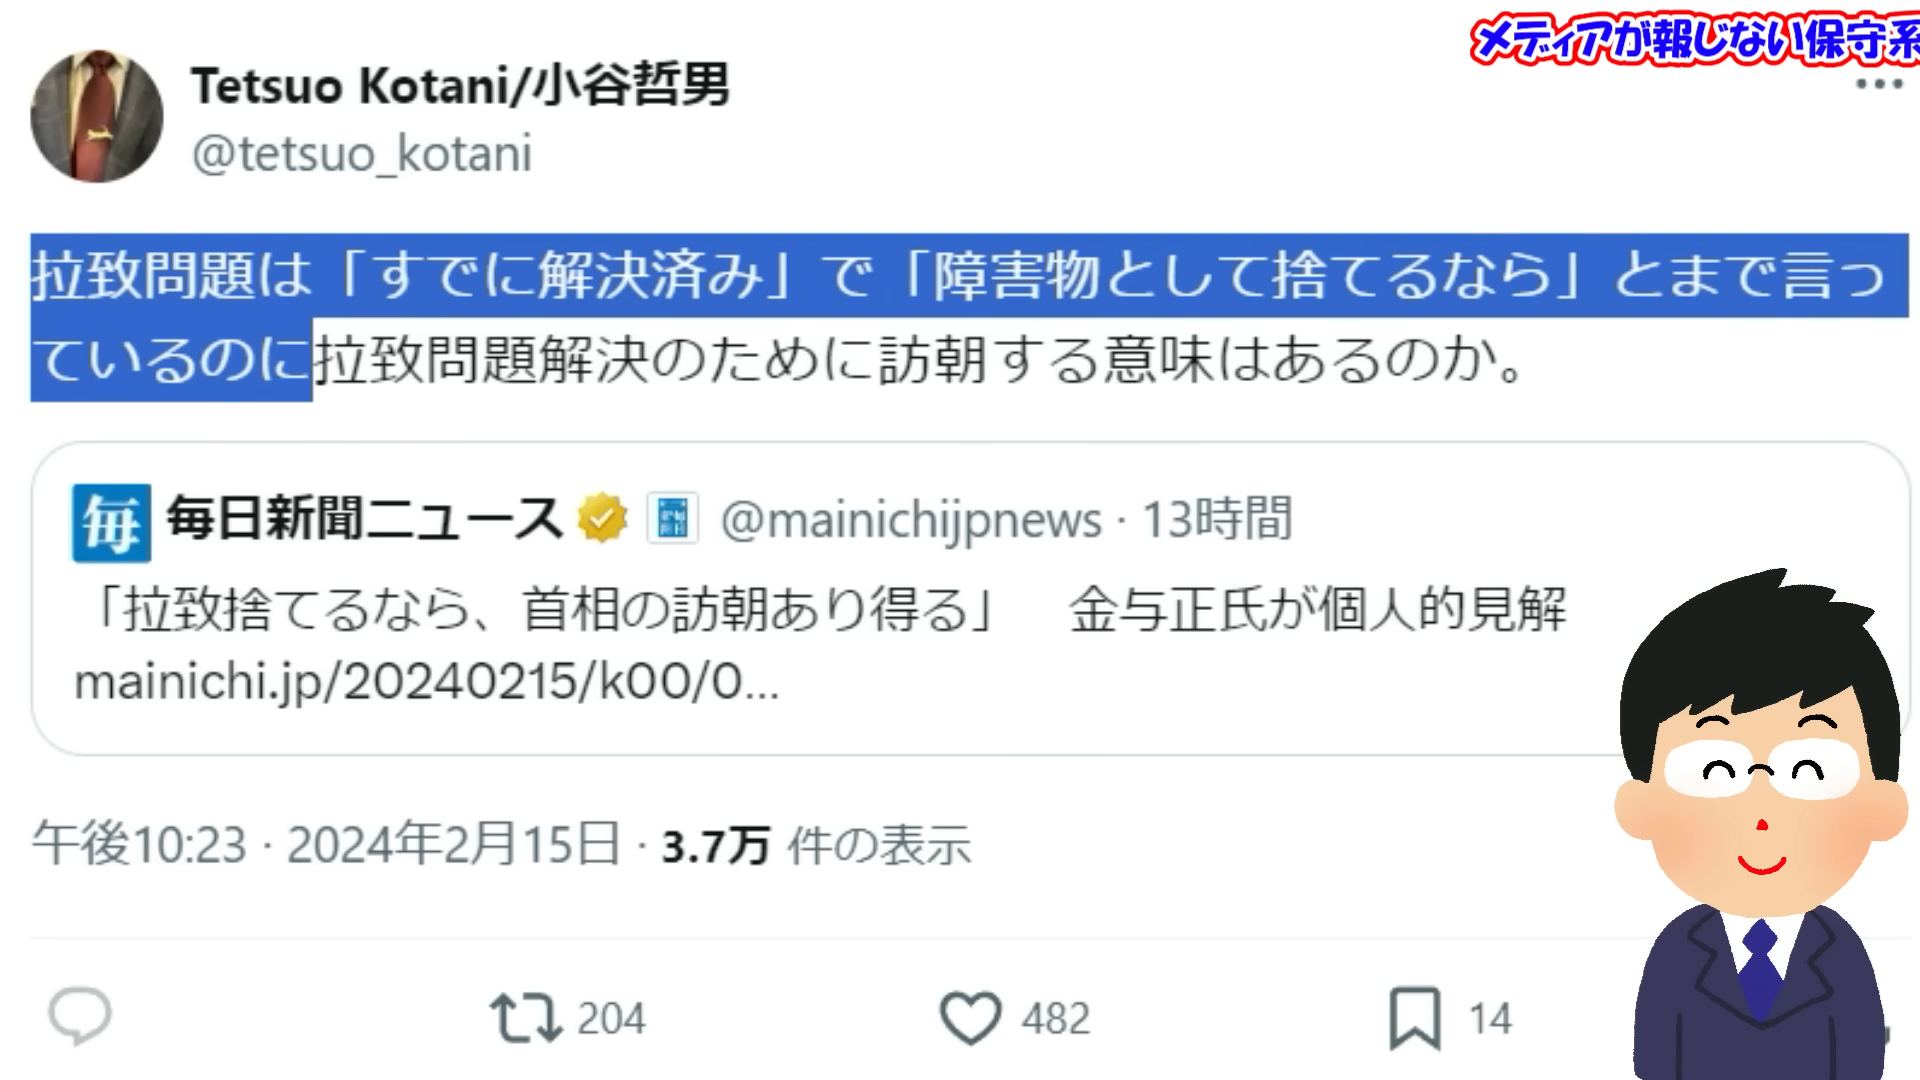 メディアが報じない保守系
Tetsuo Kotani/小谷哲男
@tetsuo_kotani
拉致問題は「すでに解決済み」で「障害物として捨てるなら」とまで言っ
ているのに拉致問題解決のために訪朝する意味はあるのか。
毎 毎日新聞ニュース @mainichijpnews · 13時間
「拉致捨てるなら、首相の訪朝あり得る」　金与正氏が個人的見解
mainichi.jp/20240215/k00/0...
午後10:23 · 2024年2月15日 · 3.7万 件の表示
204 482 14